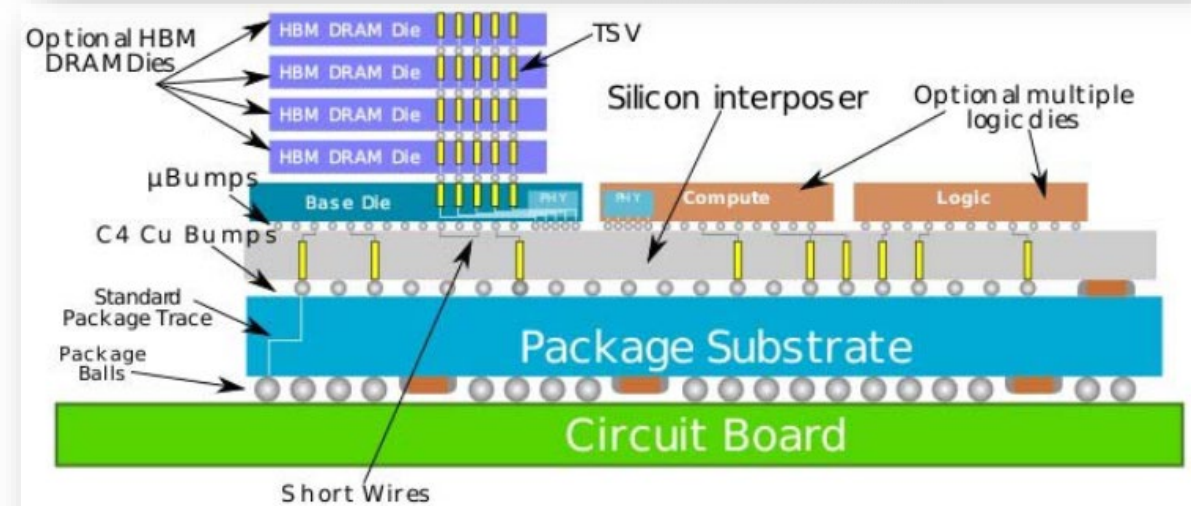 Optional HBM
DRAM Dies
HBM DRAM Die
TSV
HBM DRAM Die
HBM DRAM Die
HBM DRAM Die
Silicon interposer
Optional multiple
logic dies
µBumps
Base Die
PHY
PHY
Compute
Logic
C4 Cu Bumps
Standard
Package Trace
Package
Balls
Package Substrate
Circuit Board
Short Wires